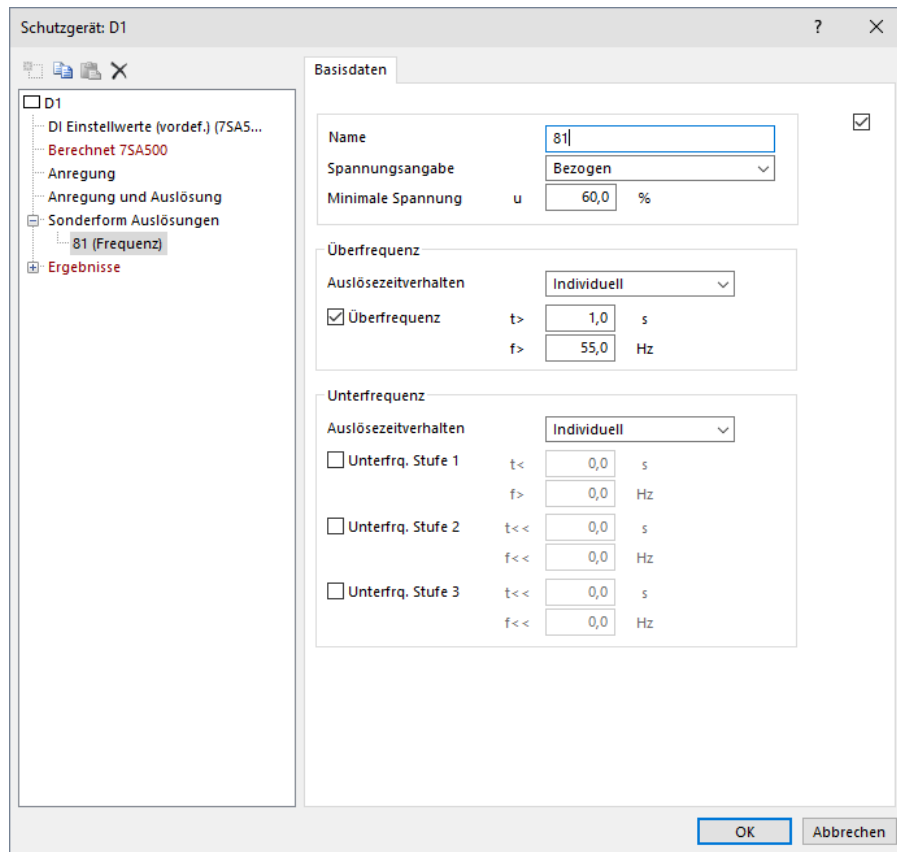 Schutzgerät: D1
?
D1
DI Einstellwerte (vordef.) (7SA5...
Berechnet 7SA500
Anregung
Anregung und Auslösung
Sonderform Auslösungen
81 (Frequenz)
Ergebnisse
Basisdaten
Name 81
Spannungsangabe Bezogen
Minimale Spannung u 60,0 %
Überfrequenz
Auslösezeitverhalten Individuell
Überfrequenz t> 1,0 s
f> 55,0 Hz
Unterfrequenz
Auslösezeitverhalten Individuell
Unterfrq. Stufe 1 t< 0,0 s
f> 0,0 Hz
Unterfrq. Stufe 2 t<< 0,0 s
f<< 0,0 Hz
Unterfrq. Stufe 3 t<< 0,0 s
f<< 0,0 Hz
OK Abbrechen